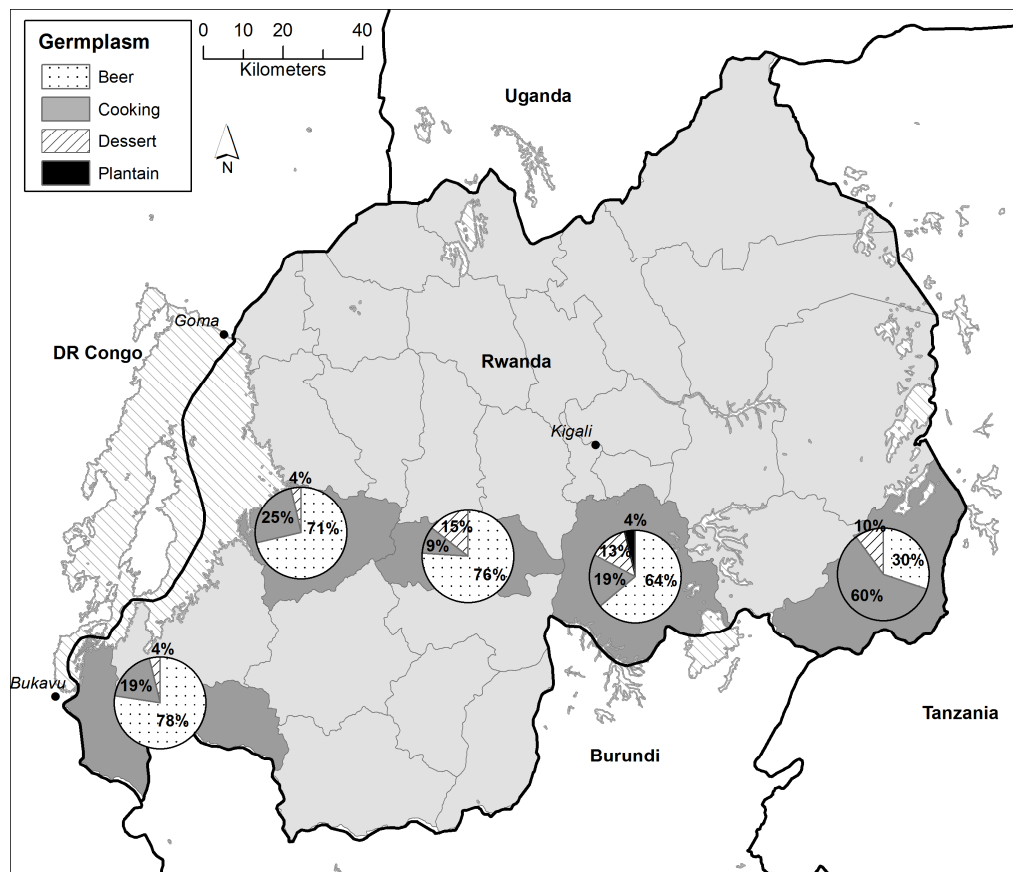 Germplasm
Beer
Cooking
Dessert
Plantain
0 10 20 40
Kilometers
N
Uganda
Goma
DR Congo
Rwanda
Kigali
4%
25%
71%
15%
9%
76%
4%
13%
19%
64%
10%
30%
60%
4%
19%
78%
Bukavu
Tanzania
Burundi